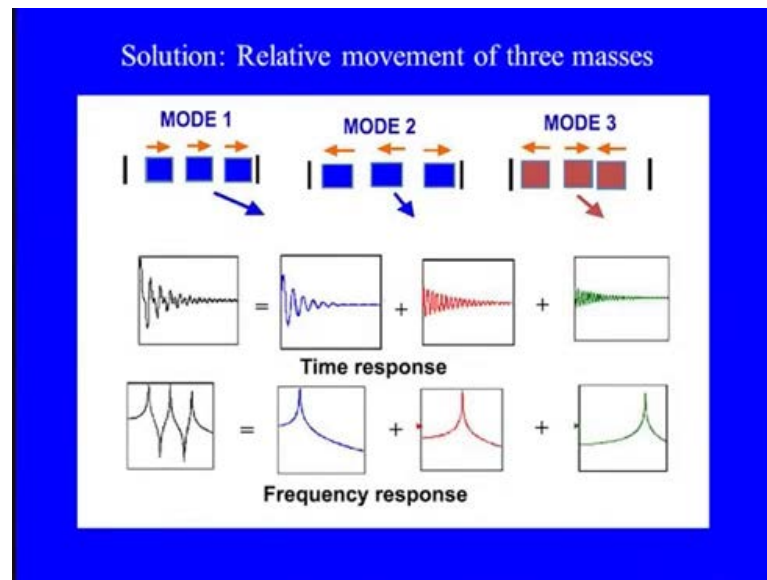 Solution: Relative movement of three masses
MODE 1 MODE 2 MODE 3
= + +
Time response
= + +
Frequency response